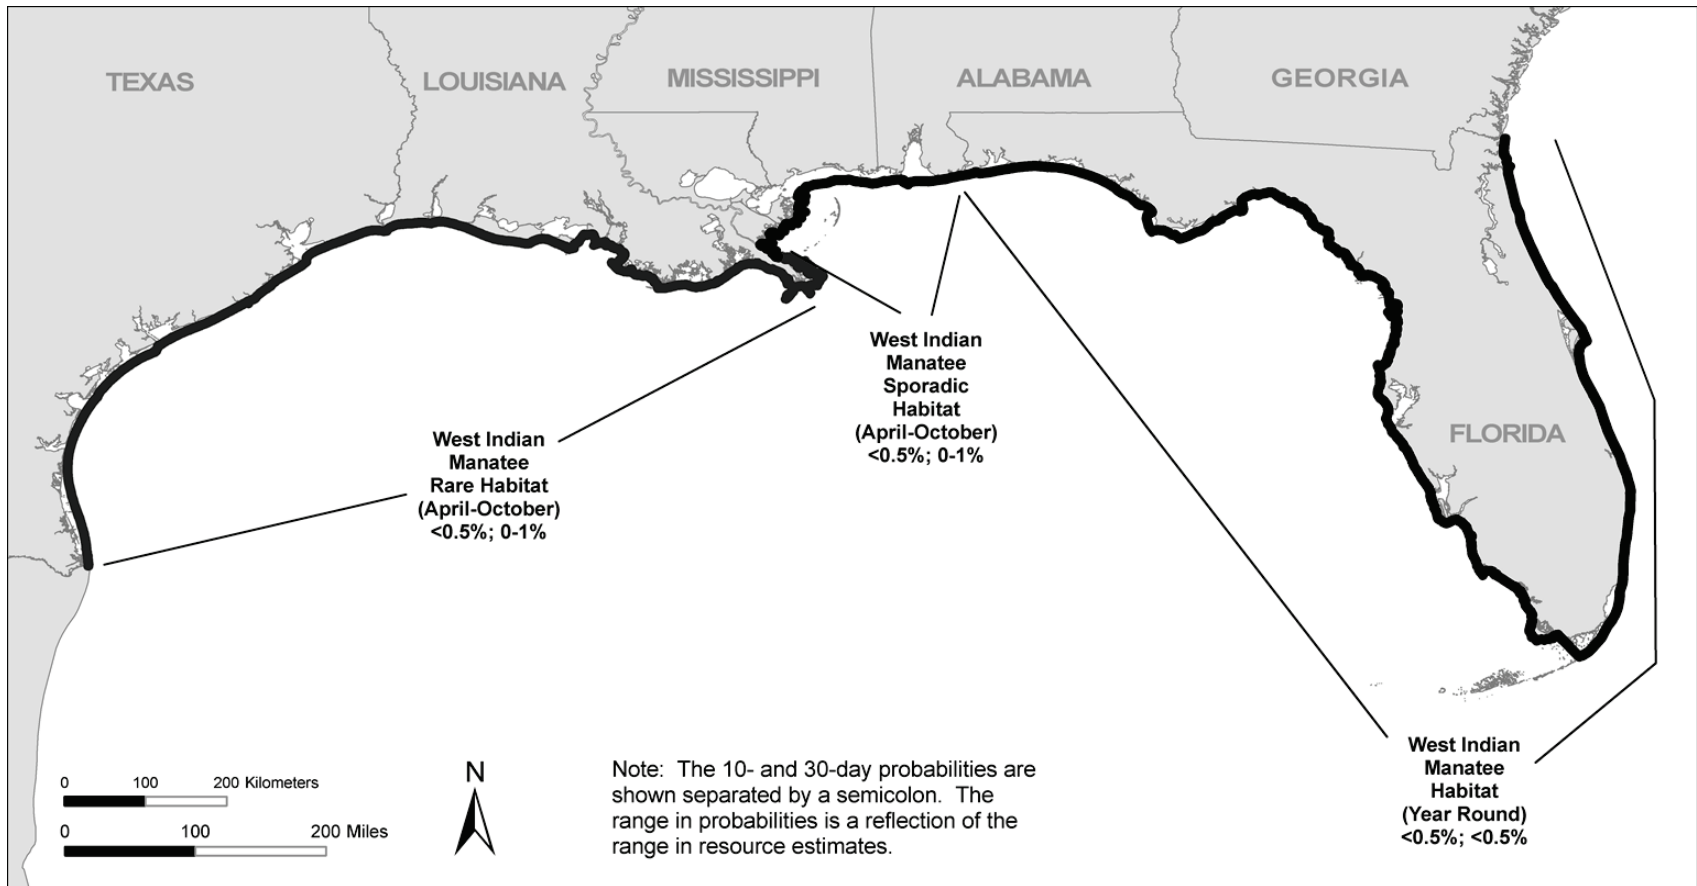 TEXAS
LOUISIANA
MISSISSIPPI
ALABAMA
GEORGIA
FLORIDA
West Indian
Manatee
Sporadic
Habitat
(April-October)
<0.5%; 0-1%
West Indian
Manatee
Rare Habitat
(April-October)
<0.5%; 0-1%
West Indian
Manatee
Habitat
(Year Round)
<0.5%; <0.5%
0 100 200 Kilometers
0 100 200 Miles
N
Note: The 10- and 30-day probabilities are
shown separated by a semicolon. The
range in probabilities is a reflection of the
range in resource estimates.